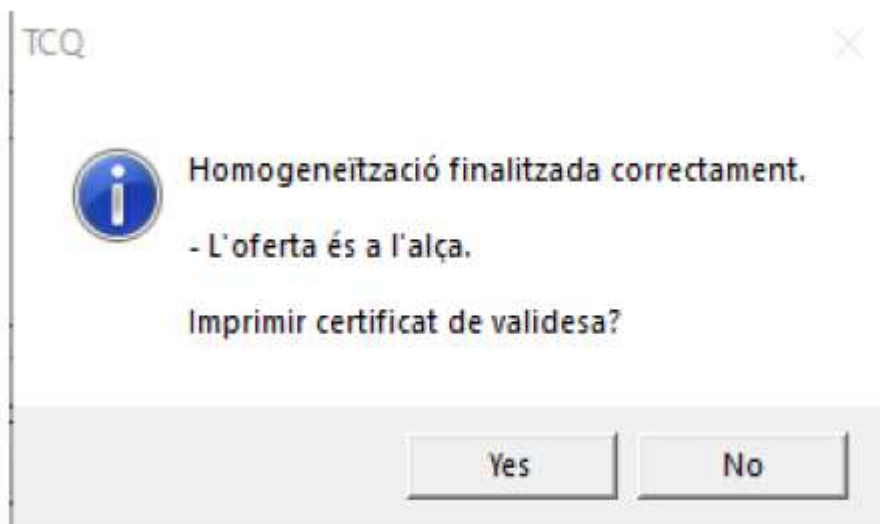 TCQ
Homogeneïtzació finalitzada correctament.
- L'oferta és a l'alça.
Imprimir certificat de validesa?
Yes
No